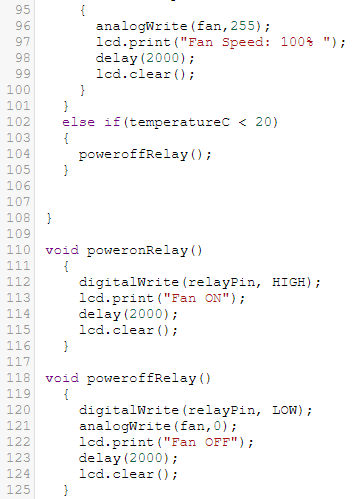 95 {
96 analogWrite(fan,255);
97 lcd.print("Fan Speed: 100% ");
98 delay(2000);
99 lcd.clear();
100 }
101 }
102 else if(temperatureC < 20)
103 {
104 poweroffRelay();
105 }
106
107
108 }
109
110 void poweronRelay()
111 {
112 digitalWrite(relayPin, HIGH);
113 lcd.print("Fan ON");
114 delay(2000);
115 lcd.clear();
116 }
117
118 void poweroffRelay()
119 {
120 digitalWrite(relayPin, LOW);
121 analogWrite(fan,0);
122 lcd.print("Fan OFF");
123 delay(2000);
124 lcd.clear();
125 }